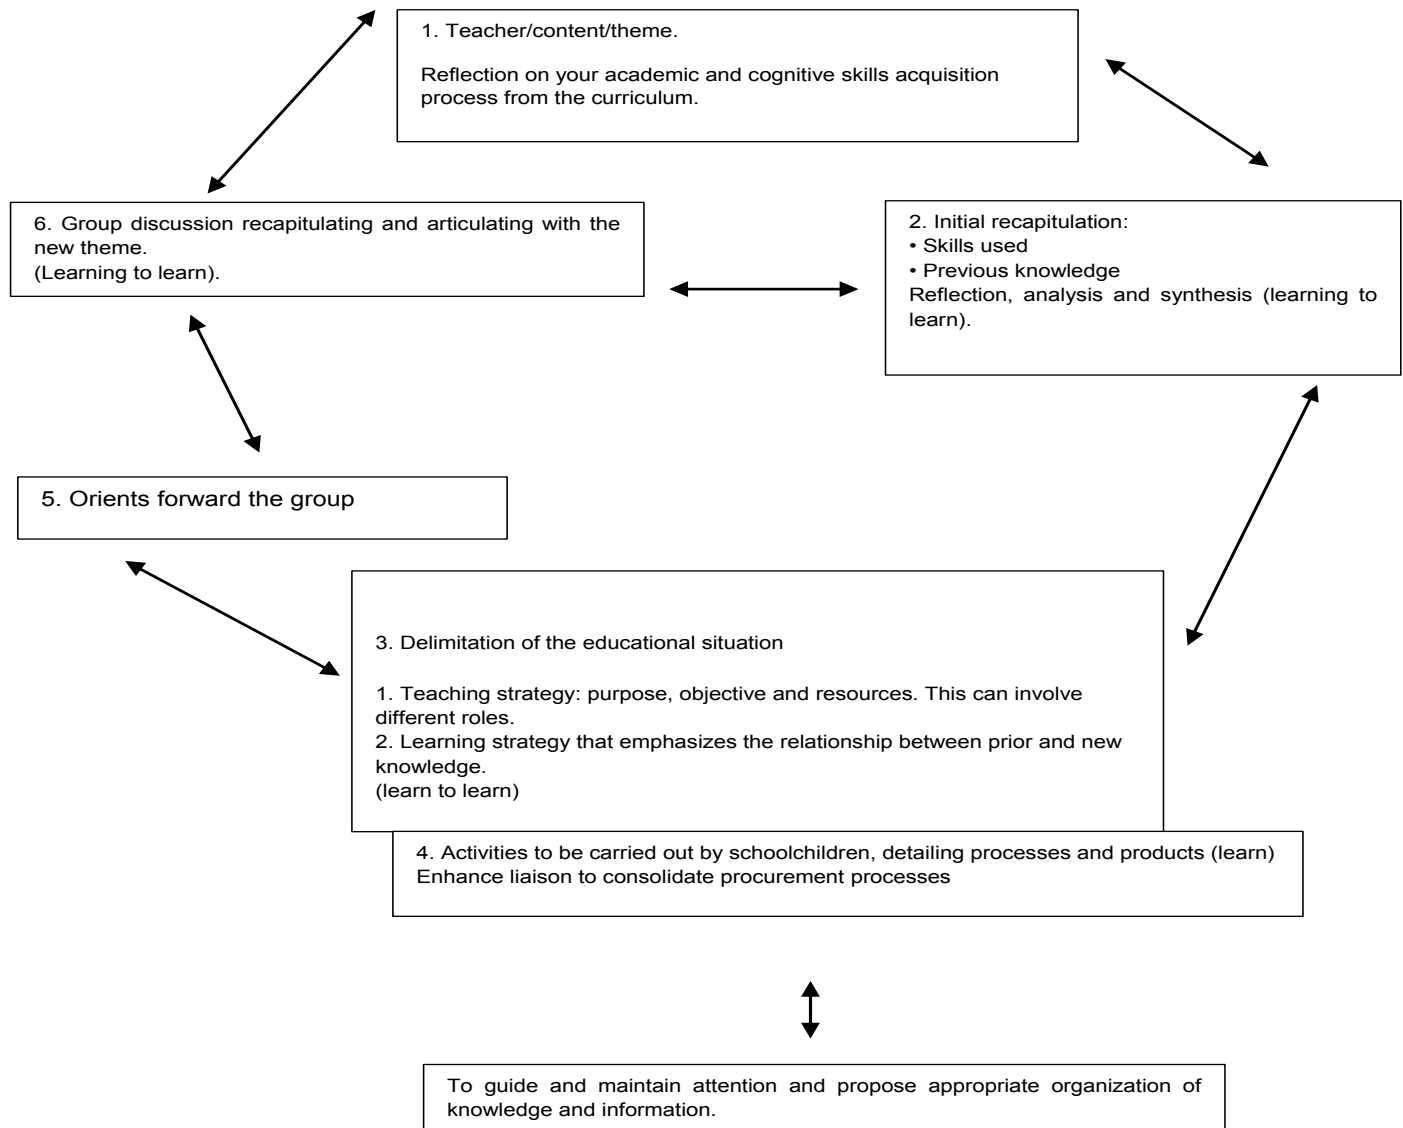 1. Teacher/content/theme.
Reflection on your academic and cognitive skills acquisition
process from the curriculum.
6. Group discussion recapitulating and articulating with the
new theme.
(Learning to learn).
2. Initial recapitulation:
• Skills used
• Previous knowledge
Reflection, analysis and synthesis (learning to
learn).
5. Orients forward the group
3. Delimitation of the educational situation
1. Teaching strategy: purpose, objective and resources. This can involve
different roles.
2. Learning strategy that emphasizes the relationship between prior and new
knowledge.
(learn to learn)
4. Activities to be carried out by schoolchildren, detailing processes and products (learn)
Enhance liaison to consolidate procurement processes
To guide and maintain attention and propose appropriate organization of
knowledge and information.